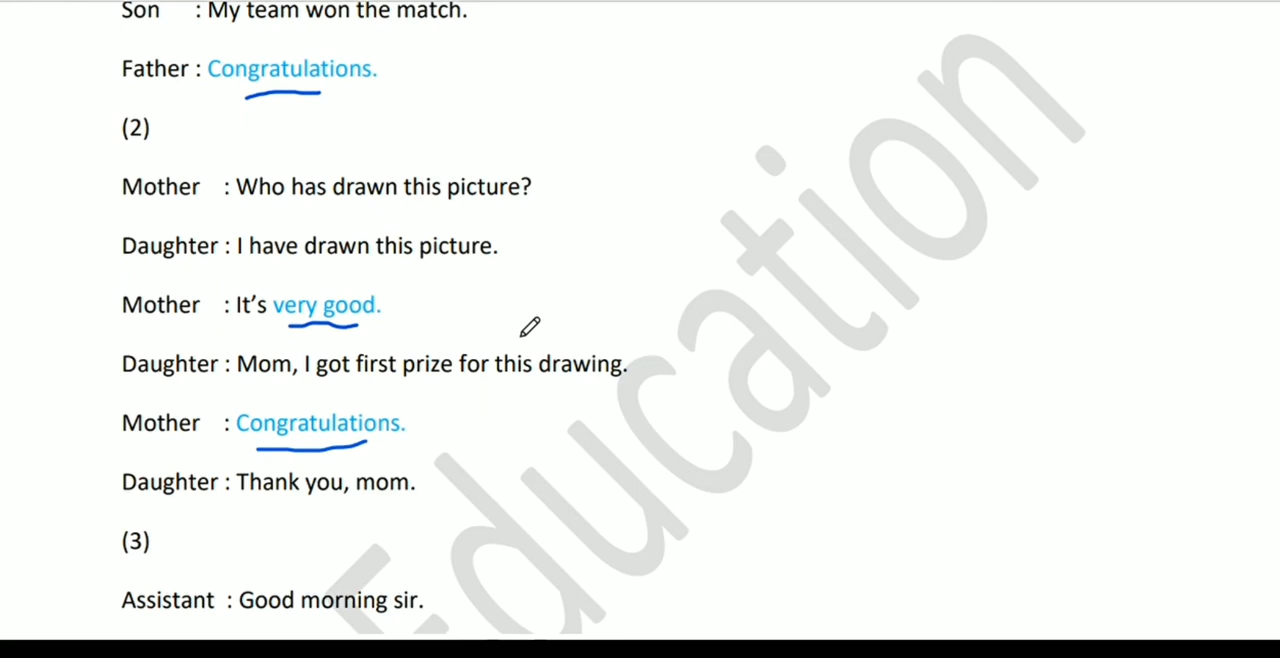 Son : My team won the match.
Father : Congratulations.
(2)
Mother : Who has drawn this picture?
Daughter : I have drawn this picture.
Mother : It's very good.
Daughter : Mom, I got first prize for this drawing.
Mother : Congratulations.
Daughter : Thank you, mom.
(3)
Assistant : Good morning sir.
Education